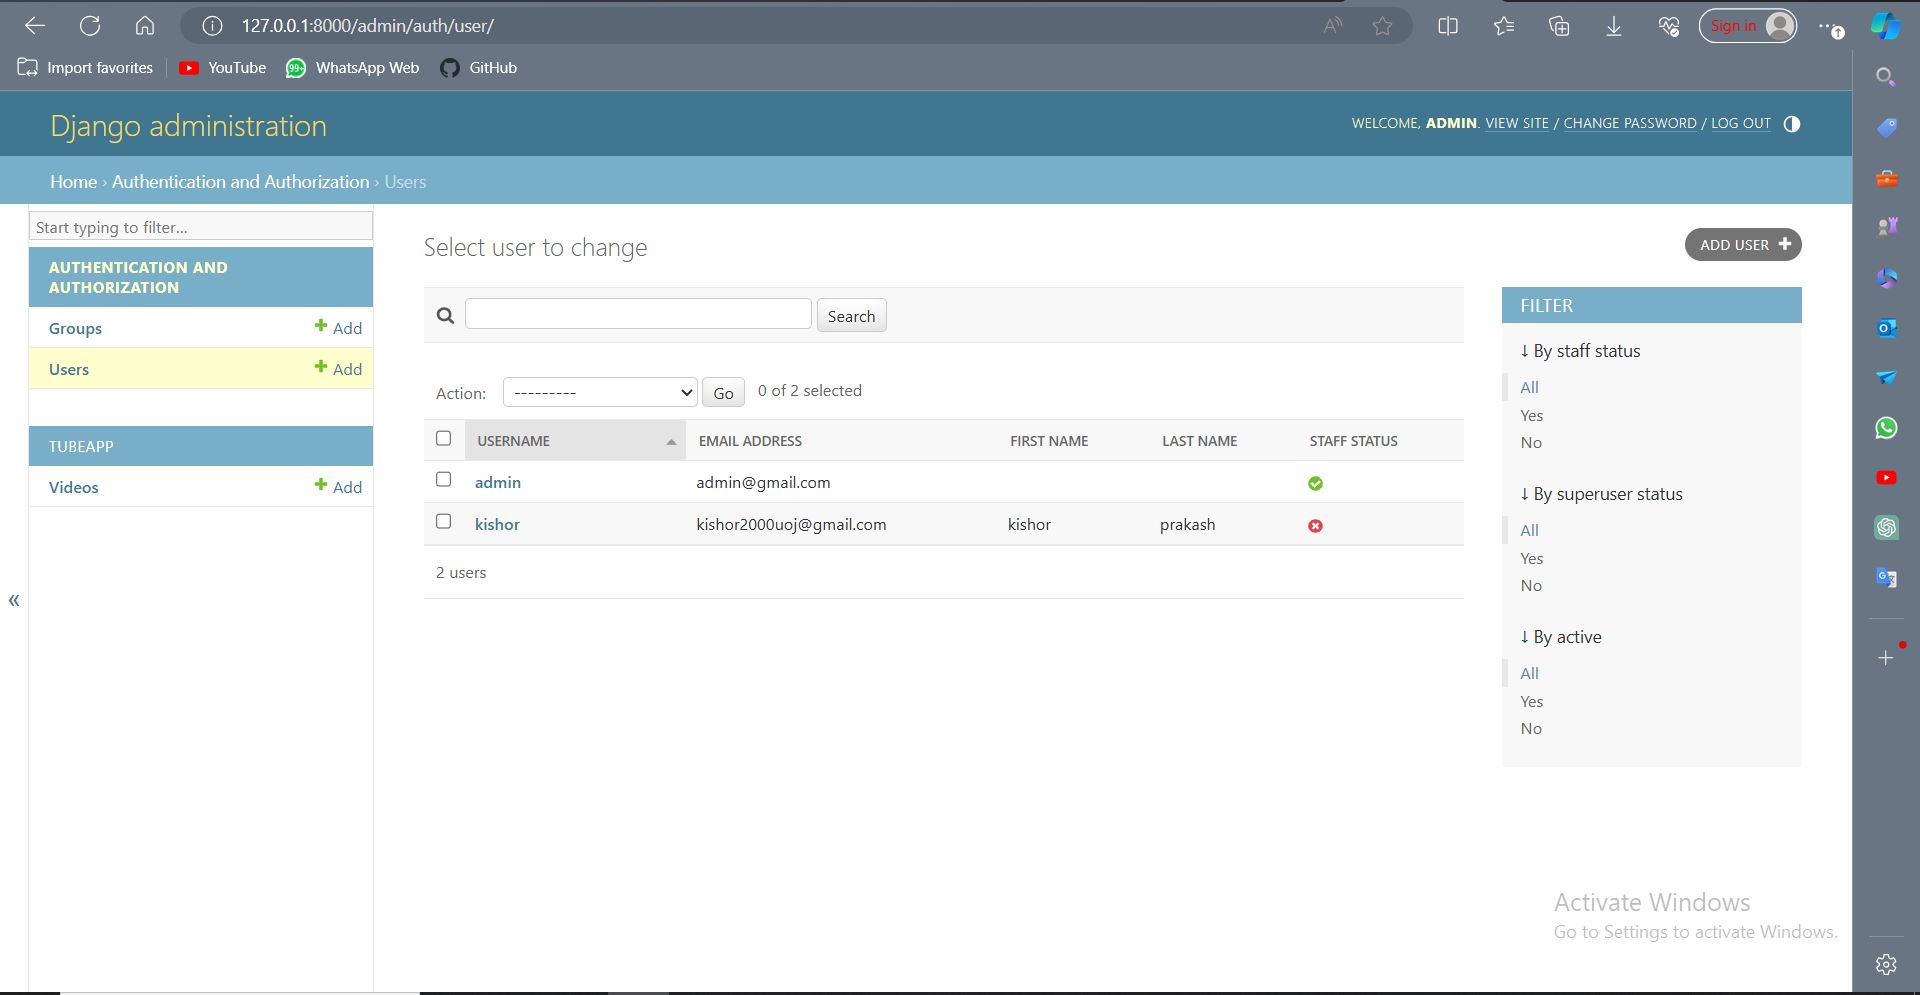 127.0.0.1:8000/admin/auth/user/
Sign in
Import favorites
YouTube
99+
WhatsApp Web
GitHub
Django administration
WELCOME, ADMIN. VIEW SITE / CHANGE PASSWORD / LOG OUT
Home › Authentication and Authorization › Users
Start typing to filter...
AUTHENTICATION AND
AUTHORIZATION
Groups + Add
Users + Add
TUBEAPP
Videos + Add
«
Select user to change
ADD USER +
Search
Action: --------- Go 0 of 2 selected
USERNAME EMAIL ADDRESS FIRST NAME LAST NAME STAFF STATUS
admin admin@gmail.com
kishor kishor2000uoj@gmail.com kishor prakash
2 users
FILTER
↓ By staff status
All
Yes
No
↓ By superuser status
All
Yes
No
↓ By active
All
Yes
No
Activate Windows
Go to Settings to activate Windows.